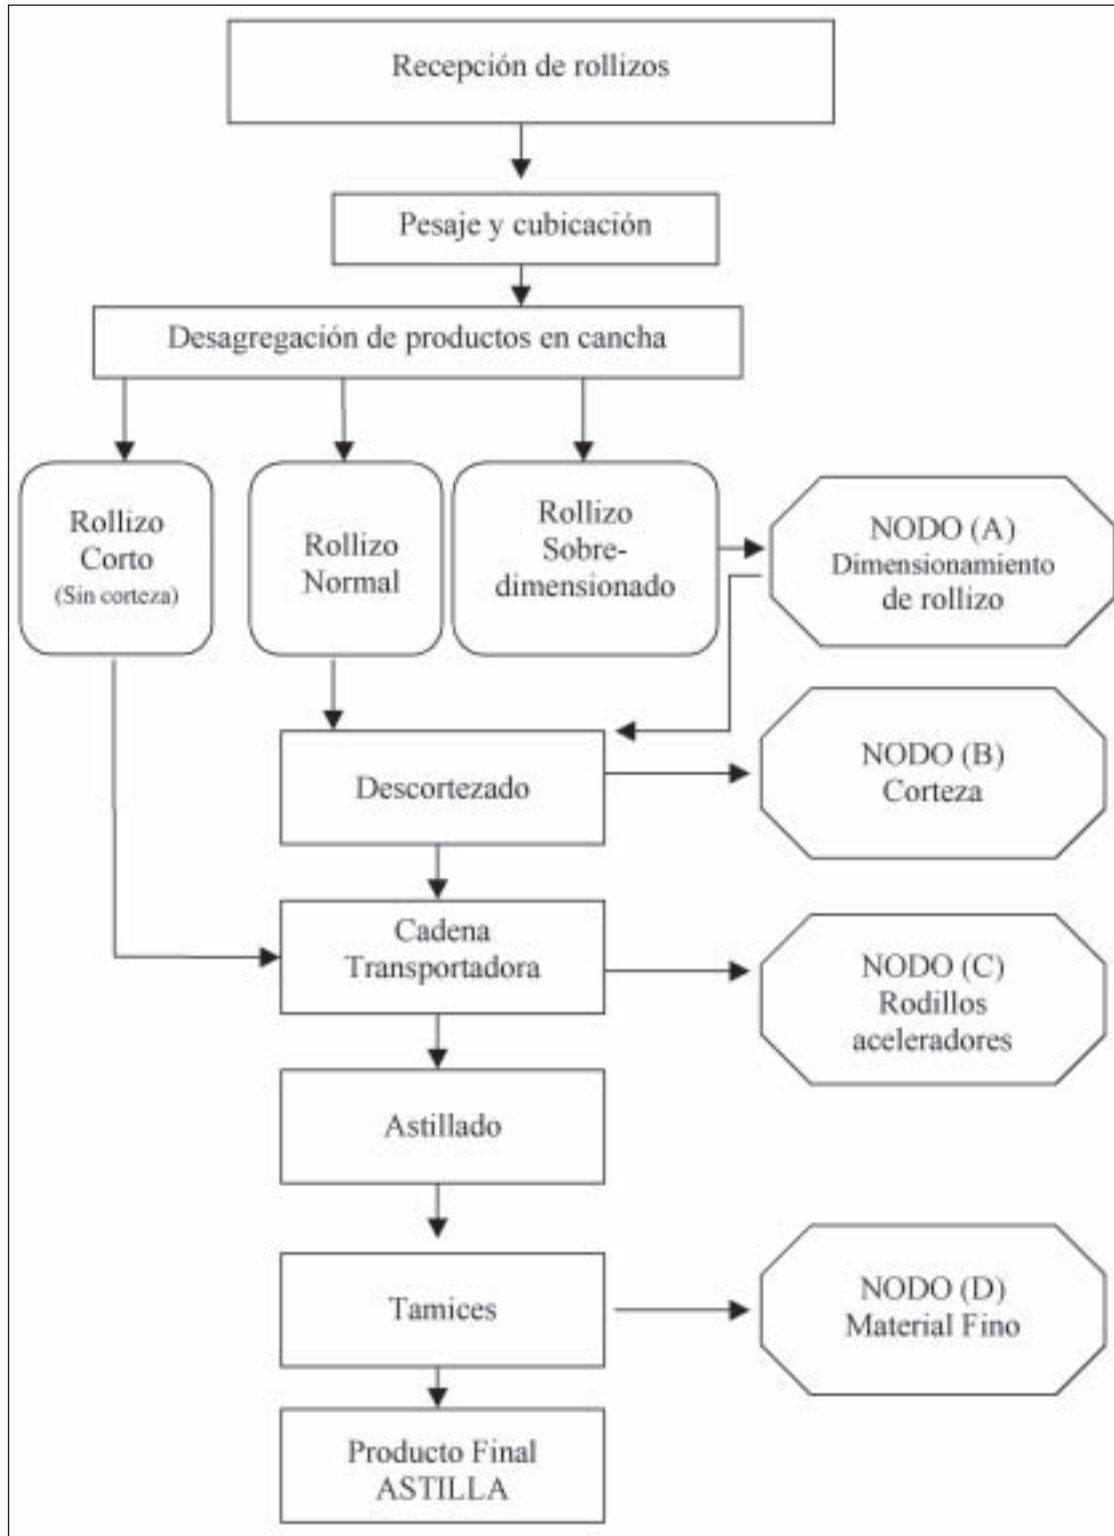 Recepción de rollizos
Pesaje y cubicación
Desagregación de productos en cancha
Rollizo
Corto
(Sin corteza)
Rollizo
Normal
Rollizo
Sobre-
dimensionado
NODO (A)
Dimensionamiento
de rollizo
Descortezado
NODO (B)
Corteza
Cadena
Transportadora
NODO (C)
Rodillos
aceleradores
Astillado
Tamices
NODO (D)
Material Fino
Producto Final
ASTILLA